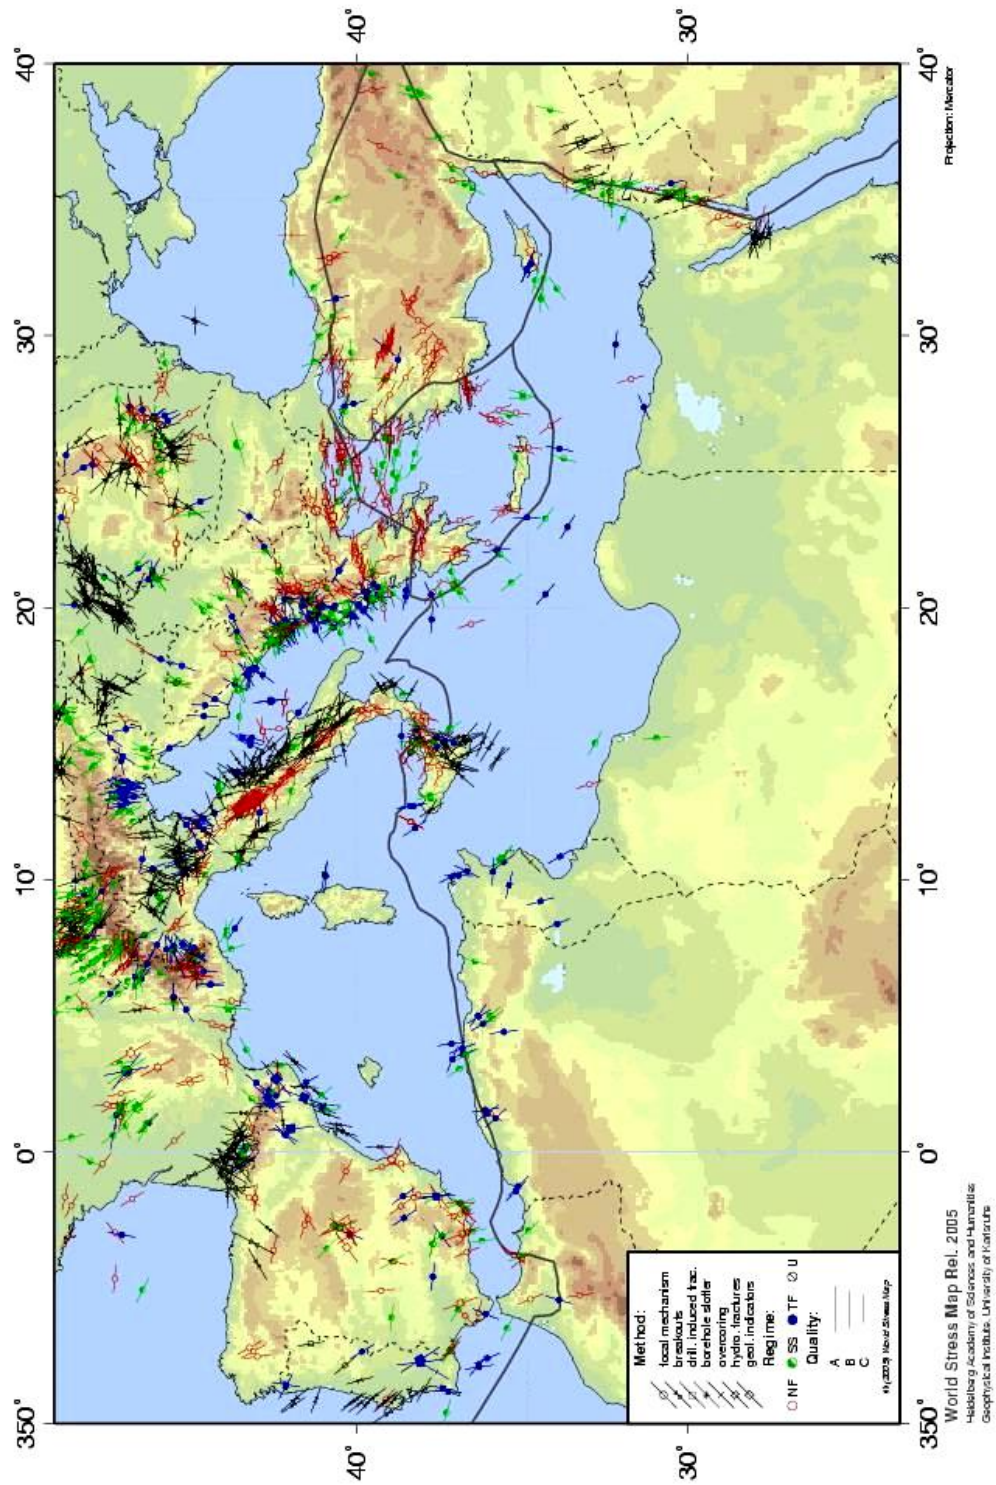 350°
0°
10°
20°
30°
40°
40°
30°
40°
30°
350°
0°
10°
20°
30°
40°
Method:
focal mechanism
breakouts
drill. induced frac.
borehole slotter
overcoring
hydro. fractures
geol. indicators
Regime:
NF SS TF U
Quality:
A
B
C
(2005) World Stress Map
World Stress Map Rel. 2005
Heidelberg Academy of Sciences and Humanities
Geophysical Institute, University of Karlsruhe
Projection: Mercator